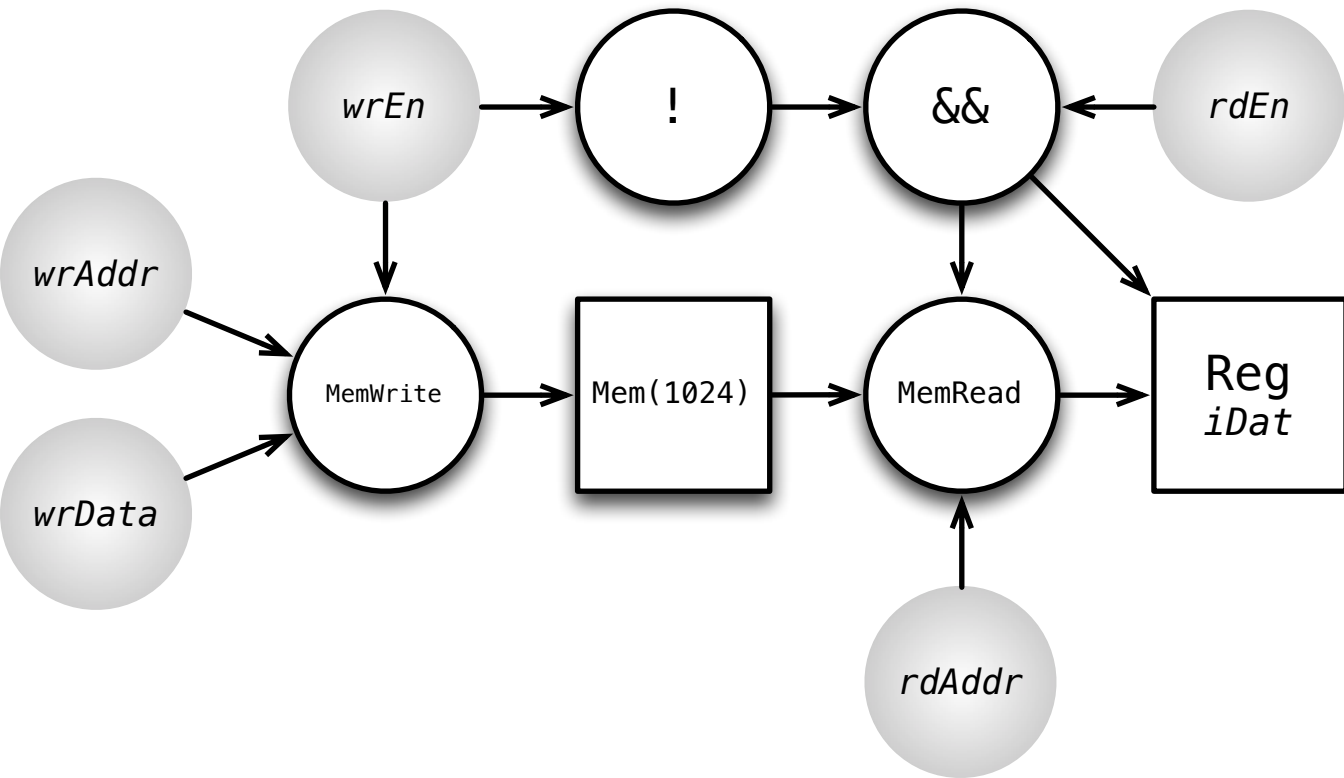 wrEn
!
&&
rdEn
wrAddr
MemWrite
Mem(1024)
MemRead
Reg
iDat
wrData
rdAddr